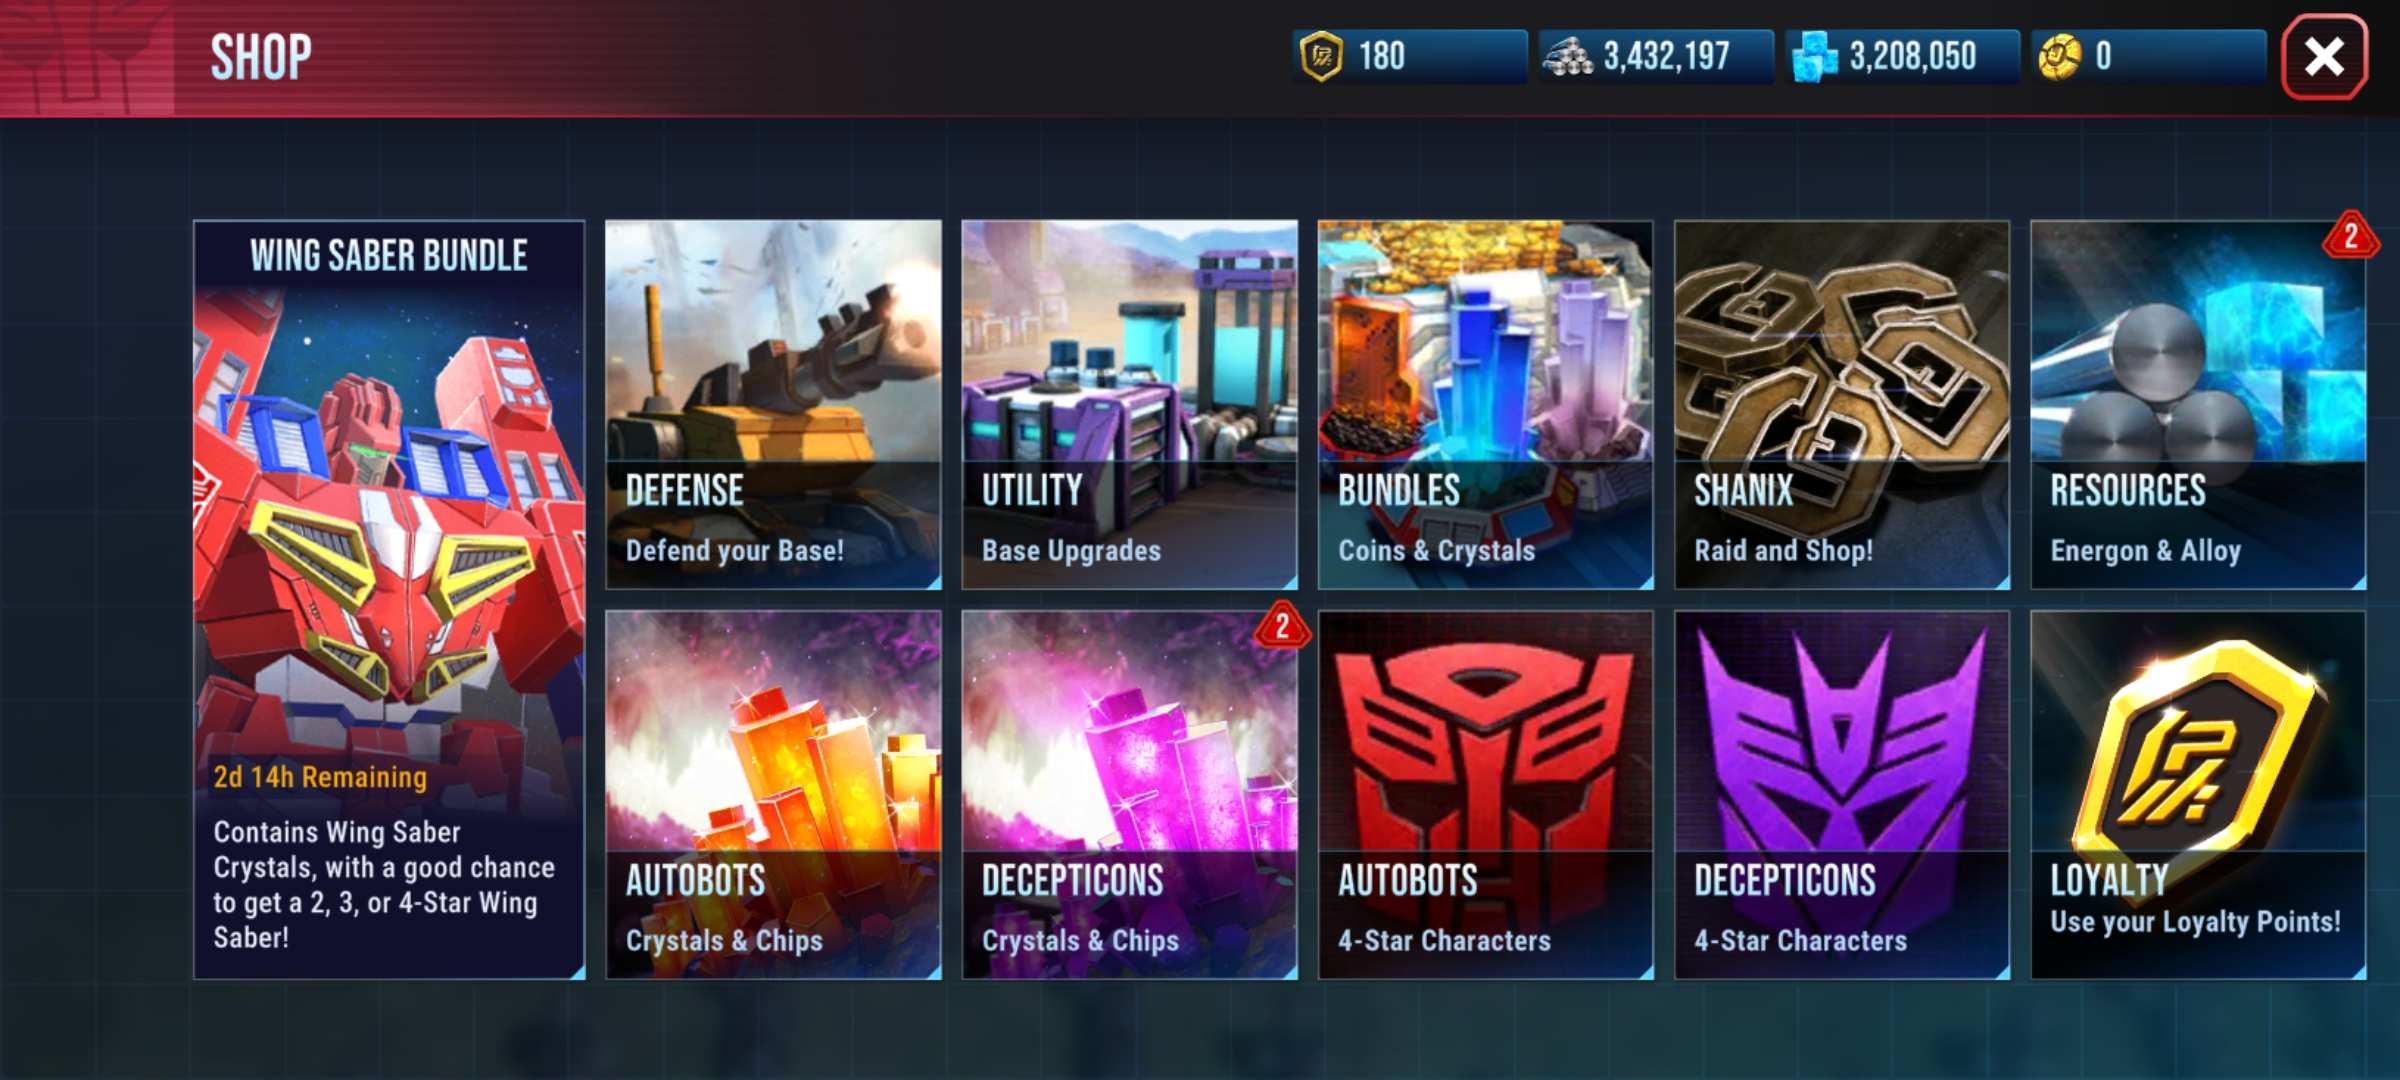 SHOP
180
3,432,197
3,208,050
0
WING SABER BUNDLE
2d 14h Remaining
Contains Wing Saber
Crystals, with a good chance
to get a 2, 3, or 4-Star Wing
Saber!
DEFENSE
Defend your Base!
UTILITY
Base Upgrades
BUNDLES
Coins & Crystals
SHANIX
Raid and Shop!
2
RESOURCES
Energon & Alloy
AUTOBOTS
Crystals & Chips
2
DECEPTICONS
Crystals & Chips
AUTOBOTS
4-Star Characters
DECEPTICONS
4-Star Characters
LOYALTY
Use your Loyalty Points!